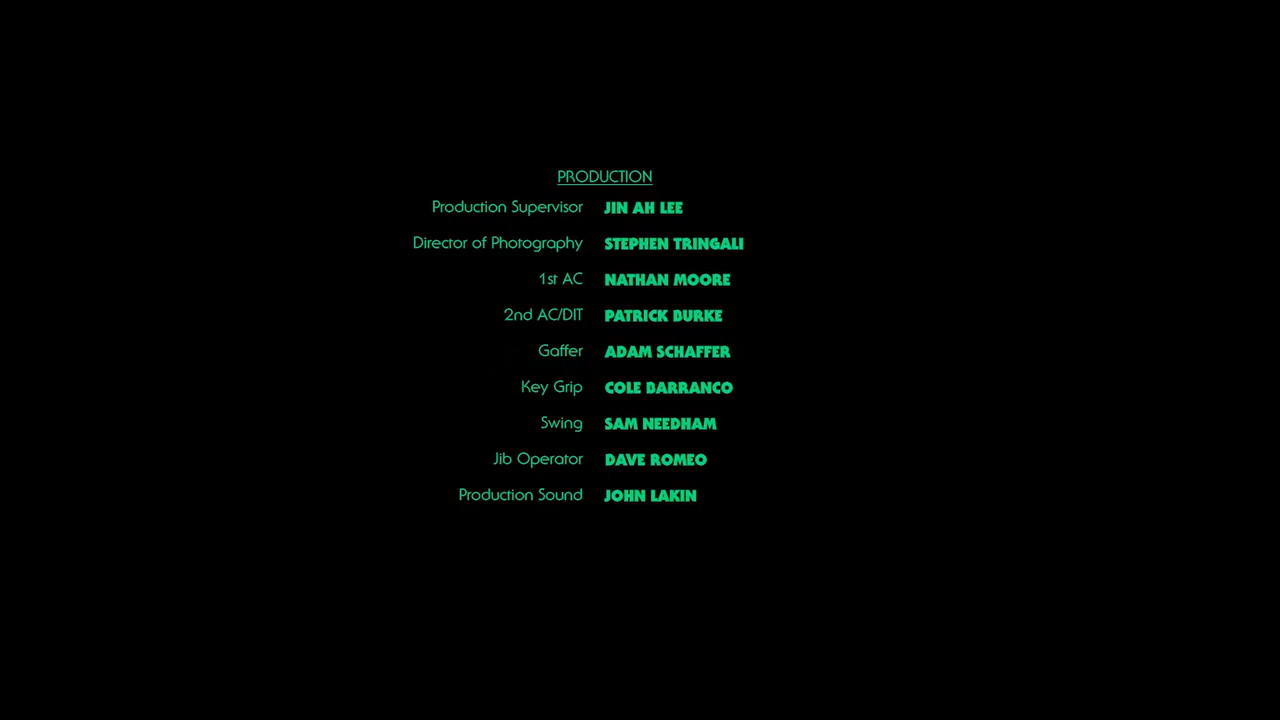 PRODUCTION
Production Supervisor JIN AH LEE
Director of Photography STEPHEN TRINGALI
1st AC NATHAN MOORE
2nd AC/DIT PATRICK BURKE
Gaffer ADAM SCHAFFER
Key Grip COLE BARRANCO
Swing SAM NEEDHAM
Jib Operator DAVE ROMEO
Production Sound JOHN LAKIN